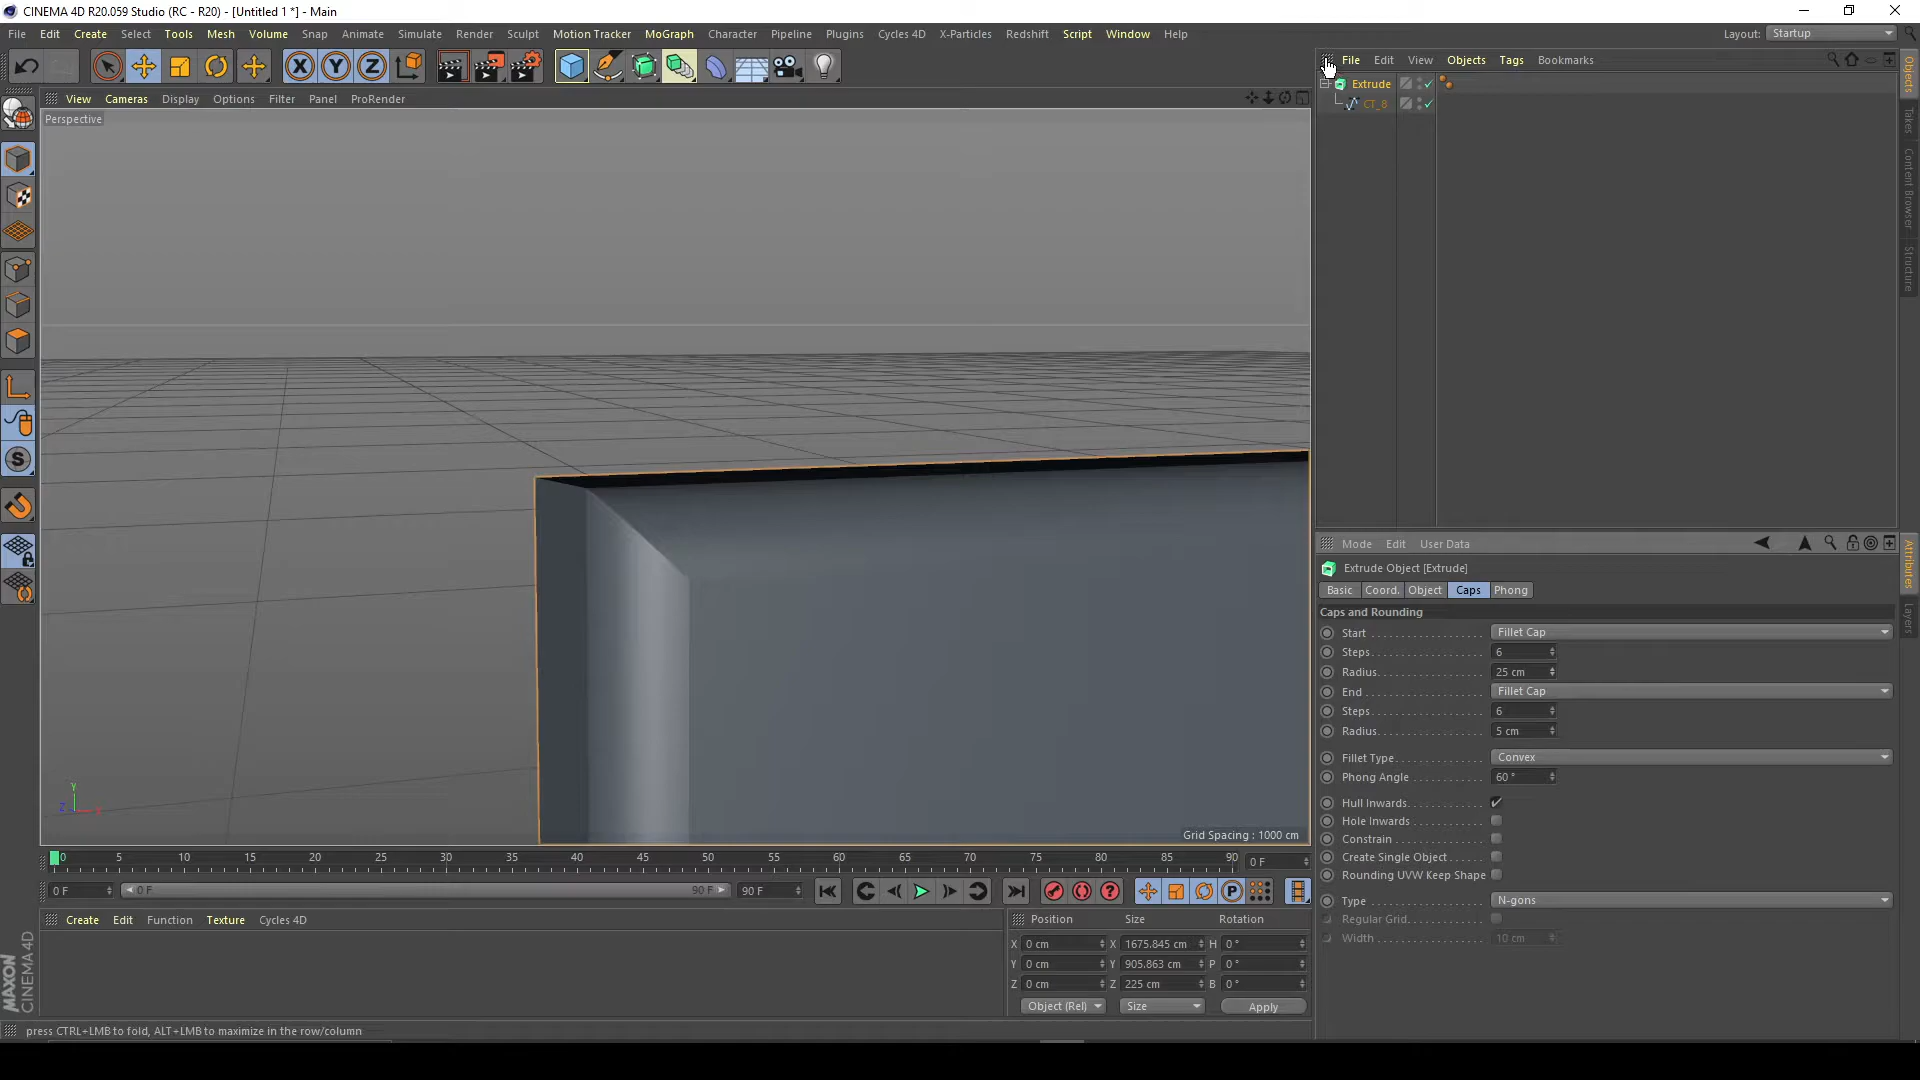 CINEMA 4D R20.059 Studio (RC - R20) - [Untitled 1 *] - Main
File Edit Create Select Tools Mesh Volume Snap Animate Simulate Render Sculpt Motion Tracker MoGraph Character Pipeline Plugins Cycles 4D X-Particles Redshift Script Window Help Layout: Startup
X Y Z
File Edit View Objects Tags Bookmarks
Extrude
CT_8
View Cameras Display Options Filter Panel ProRender
Perspective
Objects
Takes
Content Browser
Structure
S
Y
Z X
Grid Spacing : 1000 cm
Mode Edit User Data
Extrude Object [Extrude]
Basic Coord. Object Caps Phong
Caps and Rounding
Start Fillet Cap
Steps 6
Radius 25 cm
End Fillet Cap
Steps 6
Radius 5 cm
Fillet Type Convex
Phong Angle 60 °
Hull Inwards
Hole Inwards
Constrain
Create Single Object
Rounding UVW Keep Shape
Type N-gons
Regular Grid
Width 10 cm
Attributes
Layers
0 5 10 15 20 25 30 35 40 45 50 55 60 65 70 75 80 85 90 0 F
0 F 0 F 90 F 90 F
P
Create Edit Function Texture Cycles 4D
Position Size Rotation
X 0 cm X 1675.845 cm H 0 °
Y 0 cm Y 905.863 cm P 0 °
Z 0 cm Z 225 cm B 0 °
Object (Rel) Size Apply
MAXON
CINEMA 4D
press CTRL+LMB to fold, ALT+LMB to maximize in the row/column